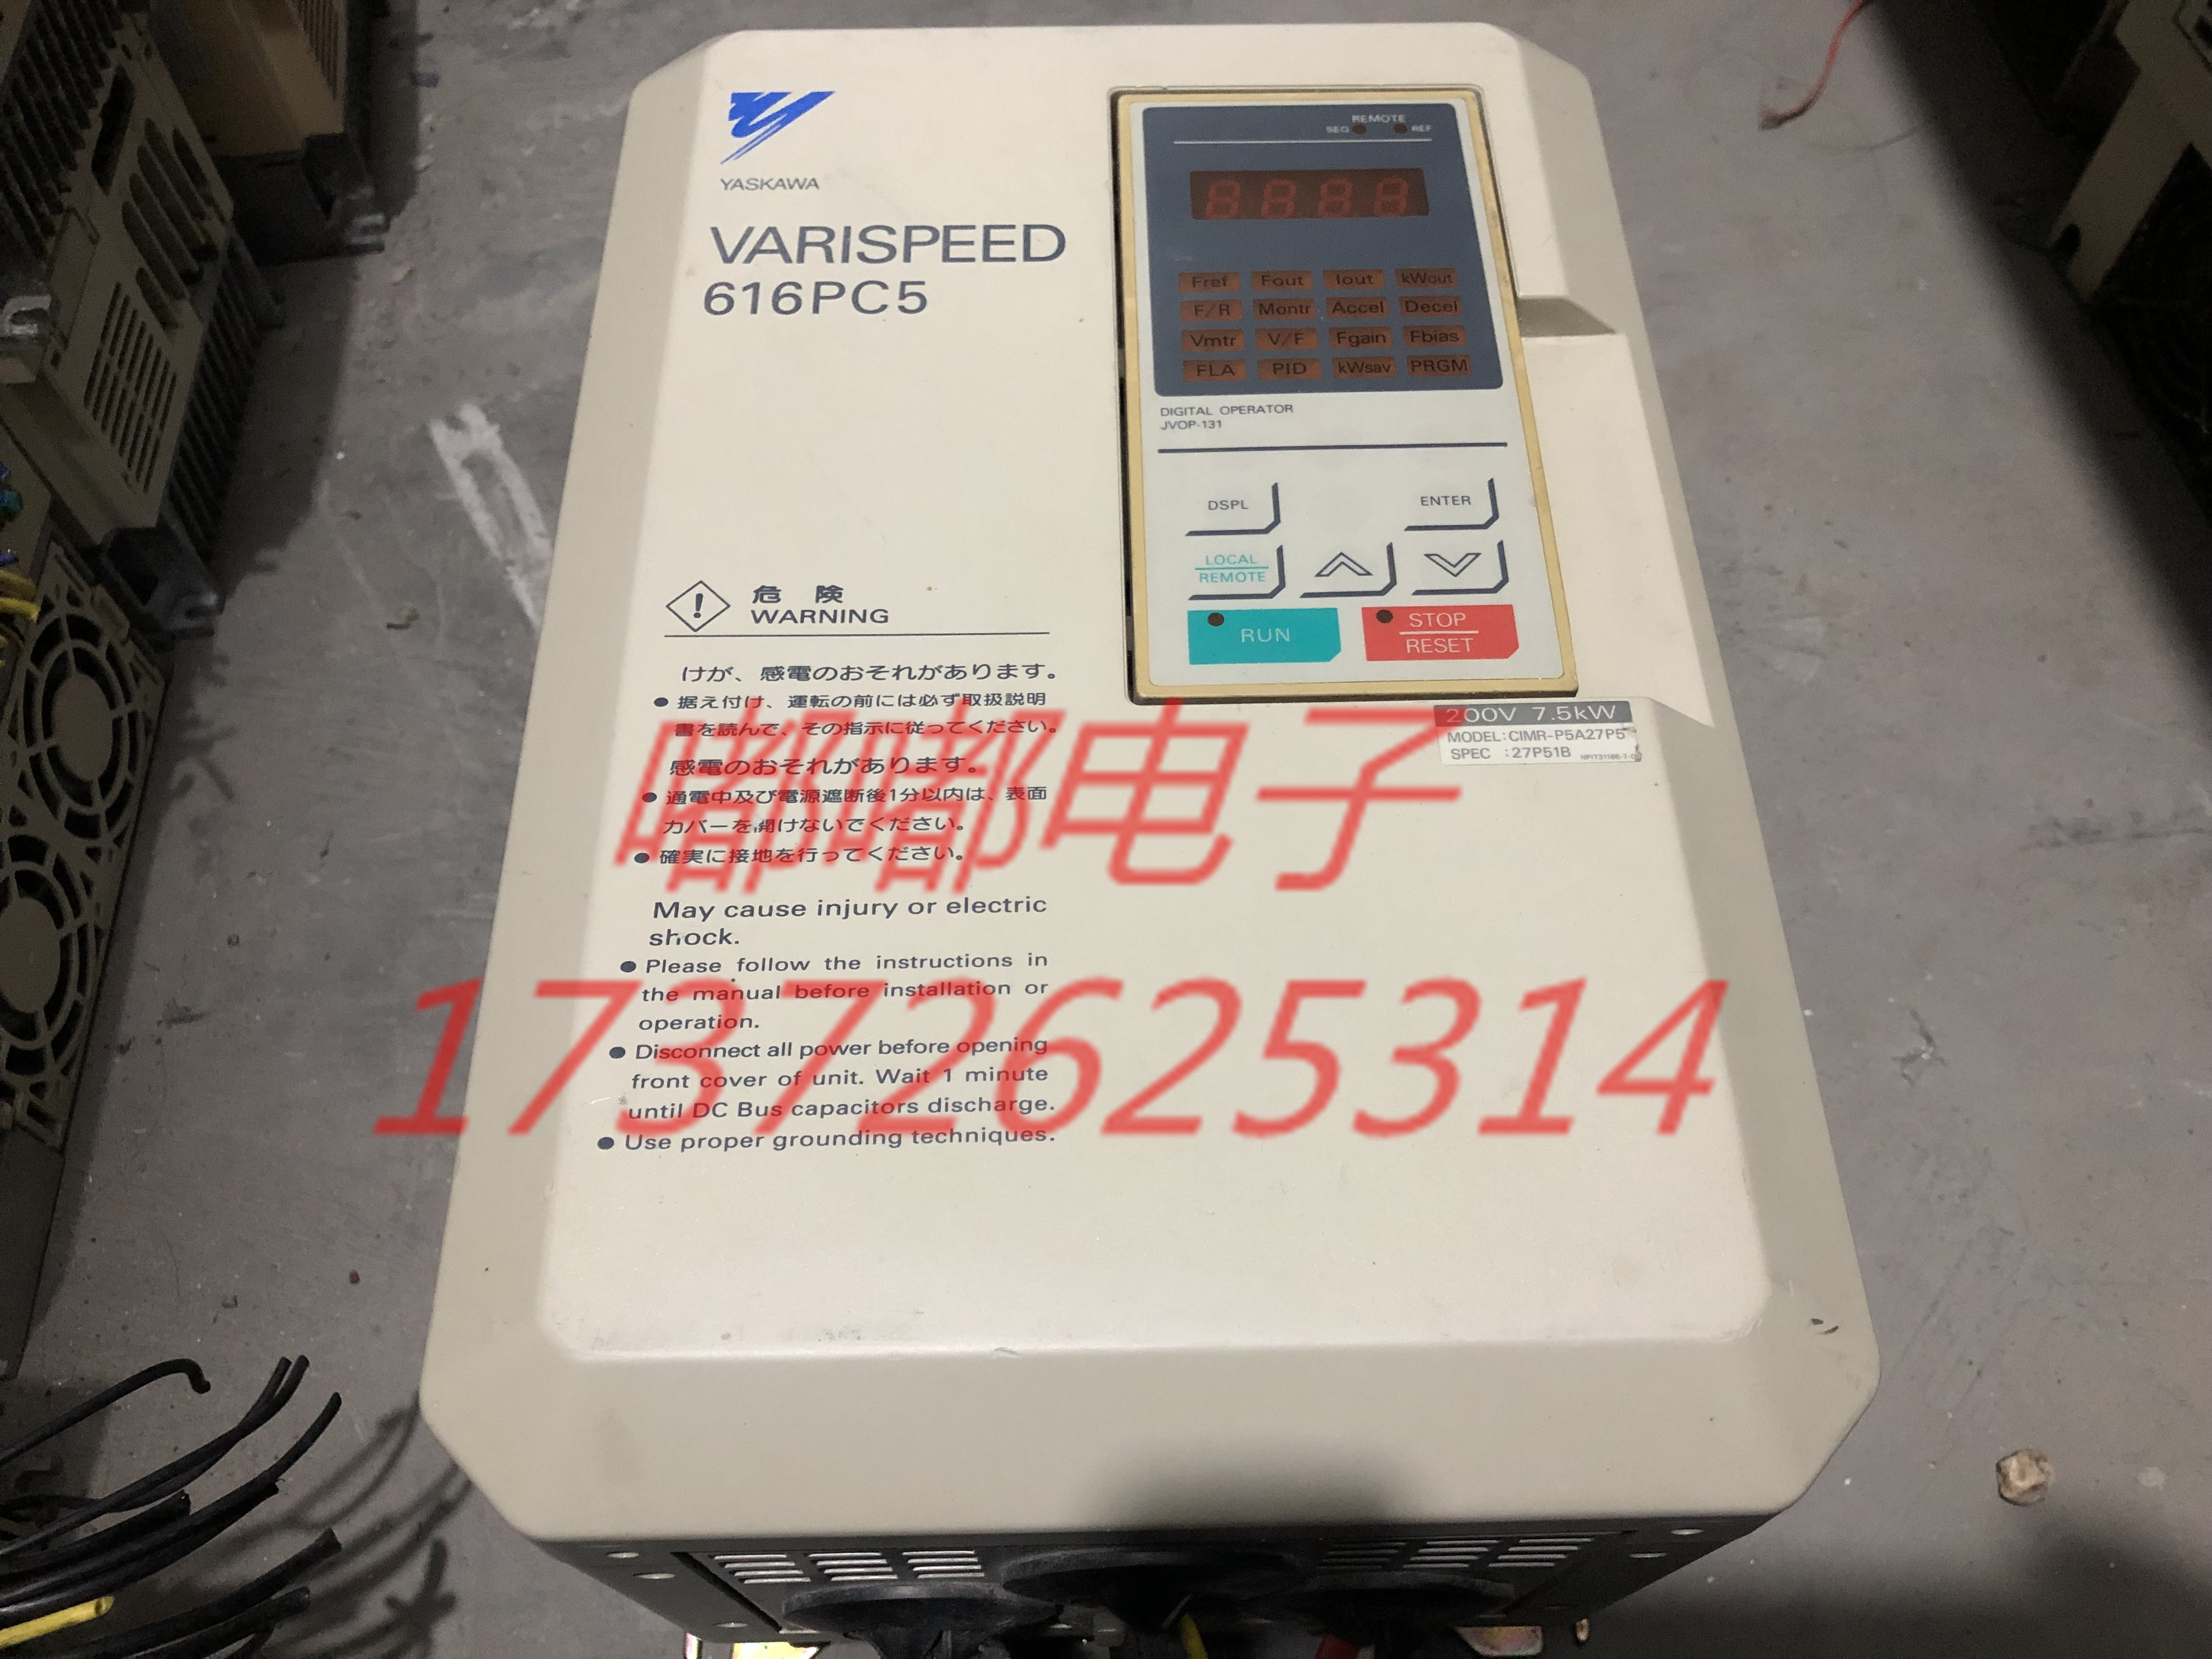 YASKAWA
VARISPEED
616PC5
REMOTE
SEQ REF
8888
Fref Fout Iout kWout
F/R Montr Accel Decel
Vmtr V/F Fgain Fbias
FLA PID kWsav PRGM
DIGITAL OPERATOR
JVOP-131
DSPL ENTER
LOCAL
REMOTE
RUN
STOP
RESET
200V 7.5kW
MODEL:CIMR-P5A27P5
SPEC :27P51B
危 険
WARNING
けが、感電のおそれがあります。
● 据え付け、運転の前には必ず取扱説明
書を読んで、その指示に従ってください。
感電のおそれがあります。
● 通電中及び電源遮断後1分以内は、表面
カバーを開けないでください。
● 確実に接地を行ってください。
May cause injury or electric
shock.
● Please follow the instructions in
the manual before installation or
operation.
● Disconnect all power before opening
front cover of unit. Wait 1 minute
until DC Bus capacitors discharge.
● Use proper grounding techniques.
嘟嘟电子
17372625314